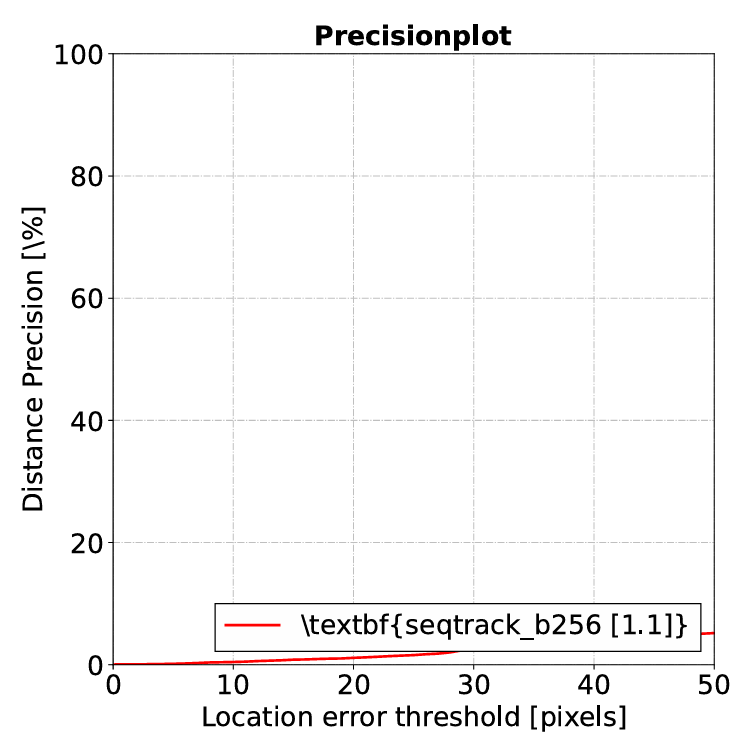 Precisionplot
100
80
60
40
20
0
Distance Precision [\%]
\textbf{seqtrack_b256 [1.1]}
0 10 20 30 40 50
Location error threshold [pixels]